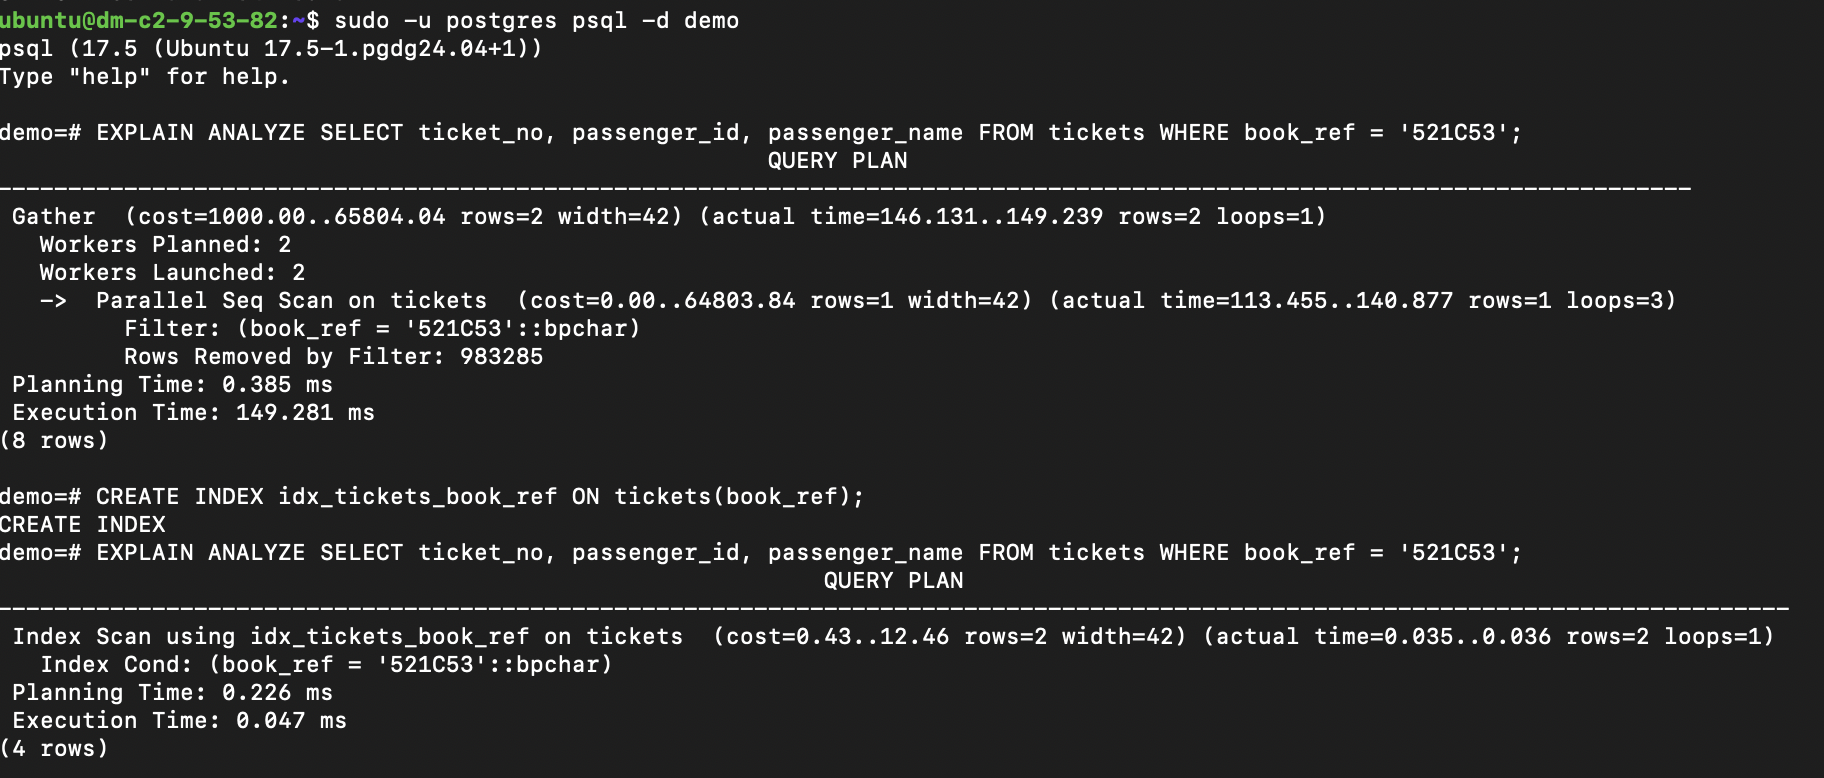 ubuntu@dm-c2-9-53-82:~$ sudo -u postgres psql -d demo
psql (17.5 (Ubuntu 17.5-1.pgdg24.04+1))
Type "help" for help.
demo=# EXPLAIN ANALYZE SELECT ticket_no, passenger_id, passenger_name FROM tickets WHERE book_ref = '521C53';
QUERY PLAN
-------------------------------------------------------------------------------------------------------------------------
Gather  (cost=1000.00..65804.04 rows=2 width=42) (actual time=146.131..149.239 rows=2 loops=1)
  Workers Planned: 2
  Workers Launched: 2
  ->  Parallel Seq Scan on tickets  (cost=0.00..64803.84 rows=1 width=42) (actual time=113.455..140.877 rows=1 loops=3)
        Filter: (book_ref = '521C53'::bpchar)
        Rows Removed by Filter: 983285
Planning Time: 0.385 ms
Execution Time: 149.281 ms
(8 rows)
demo=# CREATE INDEX idx_tickets_book_ref ON tickets(book_ref);
CREATE INDEX
demo=# EXPLAIN ANALYZE SELECT ticket_no, passenger_id, passenger_name FROM tickets WHERE book_ref = '521C53';
QUERY PLAN
--------------------------------------------------------------------------------------------------------------------------------
Index Scan using idx_tickets_book_ref on tickets  (cost=0.43..12.46 rows=2 width=42) (actual time=0.035..0.036 rows=2 loops=1)
  Index Cond: (book_ref = '521C53'::bpchar)
Planning Time: 0.226 ms
Execution Time: 0.047 ms
(4 rows)